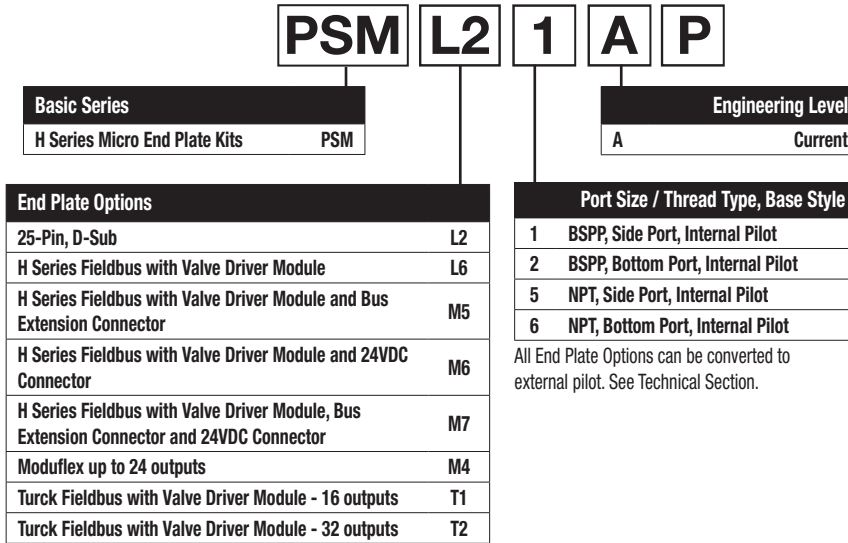 PSM L2 1 A P
Basic Series
H Series Micro End Plate Kits PSM
Engineering Level
A Current
End Plate Options
25-Pin, D-Sub L2
H Series Fieldbus with Valve Driver Module L6
H Series Fieldbus with Valve Driver Module and Bus
Extension Connector M5
H Series Fieldbus with Valve Driver Module and 24VDC
Connector M6
H Series Fieldbus with Valve Driver Module, Bus
Extension Connector and 24VDC Connector M7
Moduflex up to 24 outputs M4
Turck Fieldbus with Valve Driver Module - 16 outputs T1
Turck Fieldbus with Valve Driver Module - 32 outputs T2
Port Size / Thread Type, Base Style
1 BSPP, Side Port, Internal Pilot
2 BSPP, Bottom Port, Internal Pilot
5 NPT, Side Port, Internal Pilot
6 NPT, Bottom Port, Internal Pilot
All End Plate Options can be converted to
external pilot. See Technical Section.